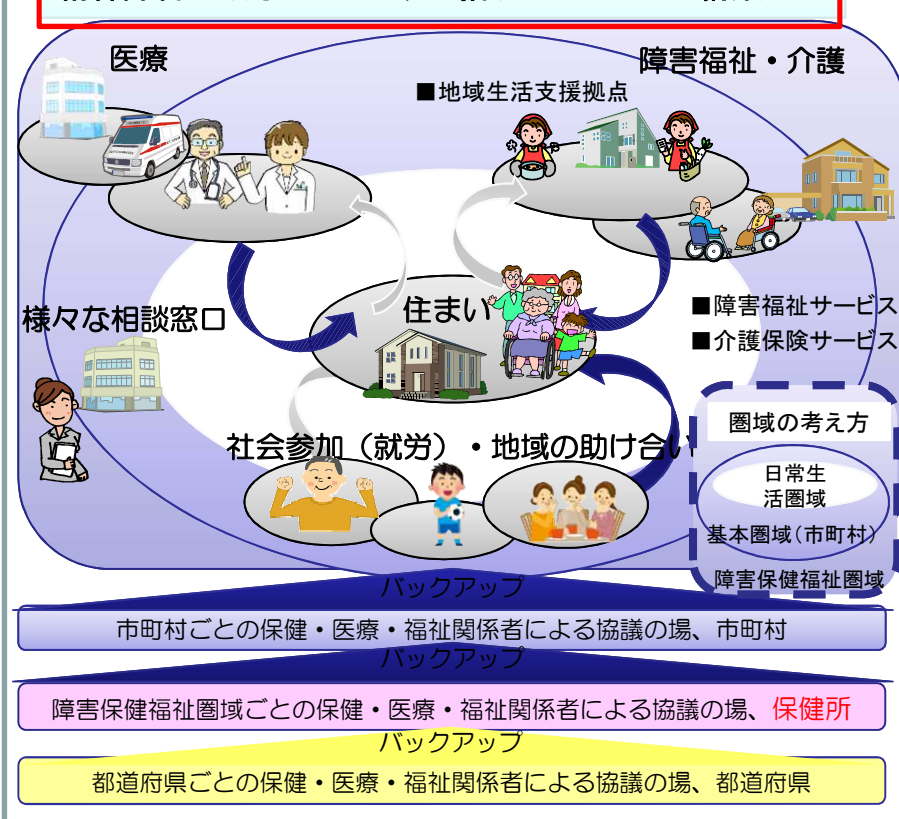 医療
障害福祉・介護
■地域生活支援拠点
住まい
様々な相談窓口
■障害福祉サービス
■介護保険サービス
社会参加（就労）・地域の助け合い
圏域の考え方
日常生
活圏域
基本圏域（市町村）
障害保健福祉圏域
バックアップ
市町村ごとの保健・医療・福祉関係者による協議の場、市町村
バックアップ
障害保健福祉圏域ごとの保健・医療・福祉関係者による協議の場、保健所
バックアップ
都道府県ごとの保健・医療・福祉関係者による協議の場、都道府県